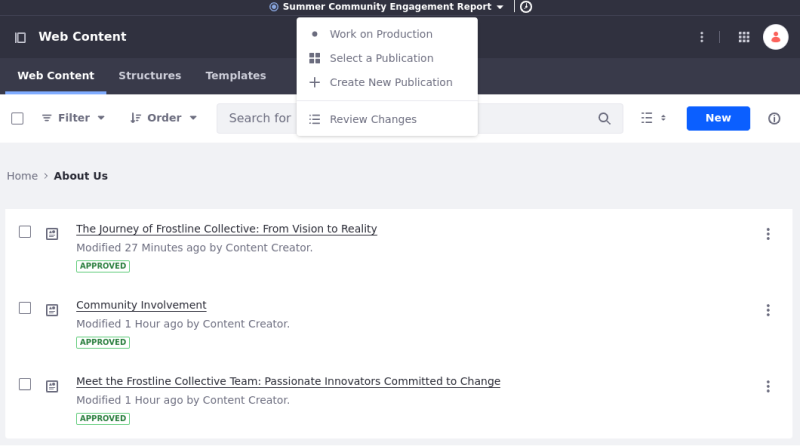 Summer Community Engagement Report
Web Content
Work on Production
Select a Publication
Create New Publication
Review Changes
Web Content
Structures
Templates
Filter
Order
Search for
New
Home › About Us
The Journey of Frostline Collective: From Vision to Reality
Modified 27 Minutes ago by Content Creator.
APPROVED
Community Involvement
Modified 1 Hour ago by Content Creator.
APPROVED
Meet the Frostline Collective Team: Passionate Innovators Committed to Change
Modified 1 Hour ago by Content Creator.
APPROVED